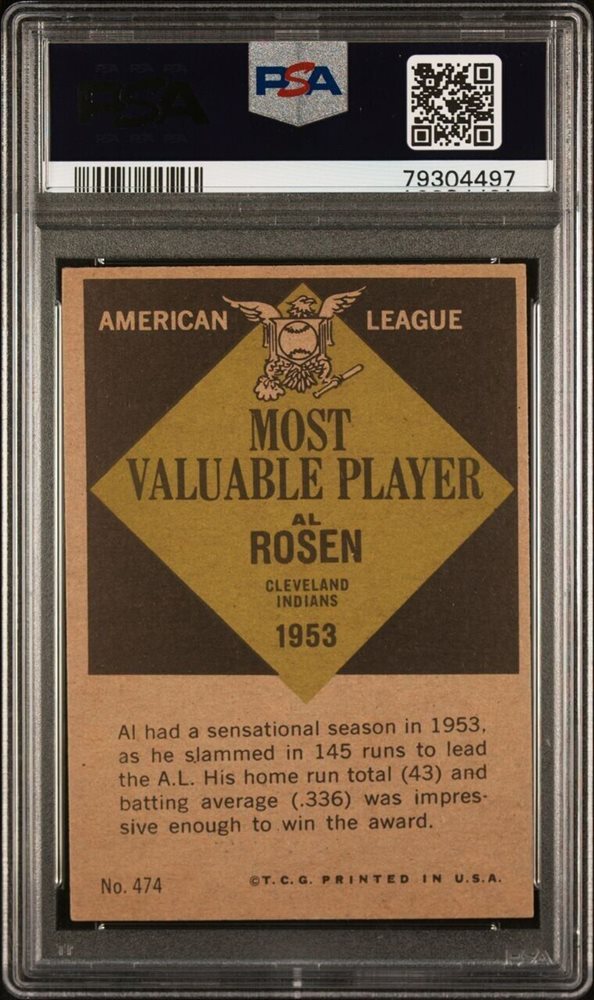 PSA
PSA
79304497
AMERICAN LEAGUE
MOST
VALUABLE PLAYER
AL
ROSEN
CLEVELAND
INDIANS
1953
Al had a sensational season in 1953,
as he slammed in 145 runs to lead
the A.L. His home run total (43) and
batting average (.336) was impres-
sive enough to win the award.
No. 474
©T.C.G. PRINTED IN U.S.A.
PSA